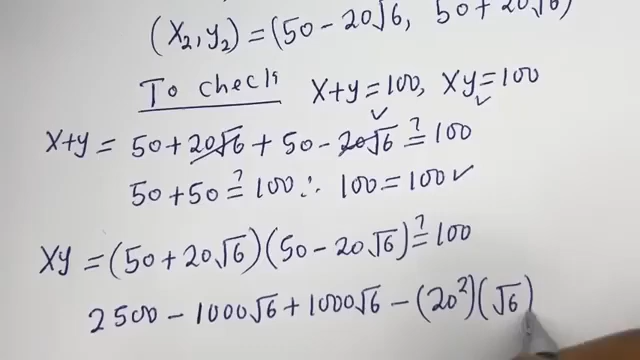 (x₂, y₂) = (50 - 20√6, 50 + 20√6)
To check x+y = 100, xy = 100
x+y = 50 + 20√6 + 50 - 20√6 ≟ 100
50 + 50 ≟ 100 ∴ 100 = 100 ✓
xy = (50 + 20√6)(50 - 20√6) ≟ 100
2500 - 1000√6 + 1000√6 - (20²)(√6)